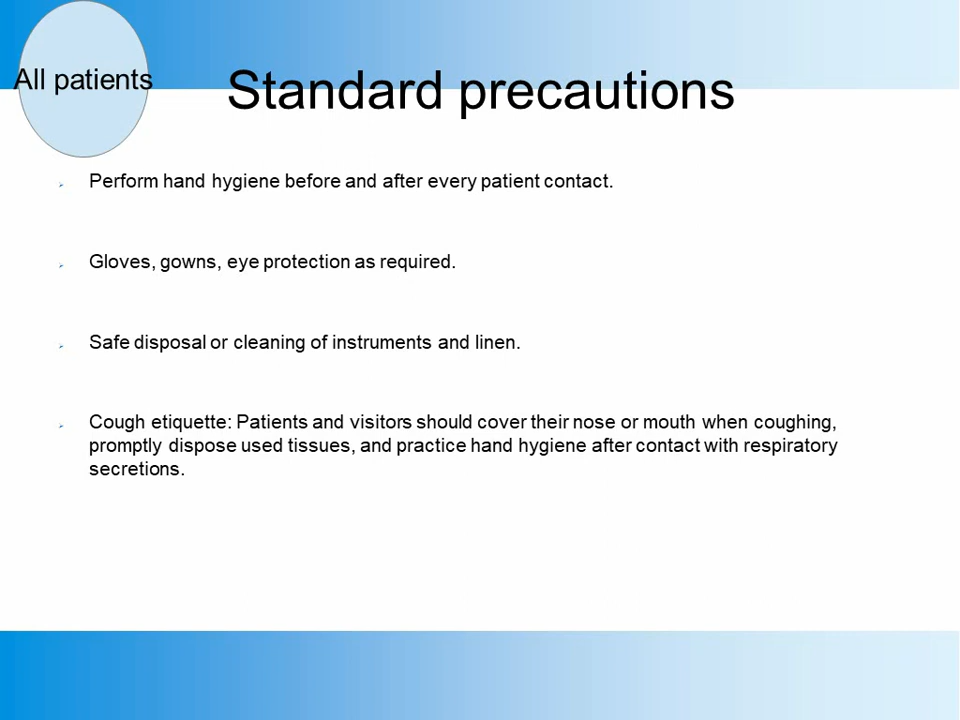 All patients
Standard precautions
Perform hand hygiene before and after every patient contact.
Gloves, gowns, eye protection as required.
Safe disposal or cleaning of instruments and linen.
Cough etiquette: Patients and visitors should cover their nose or mouth when coughing,
promptly dispose used tissues, and practice hand hygiene after contact with respiratory
secretions.